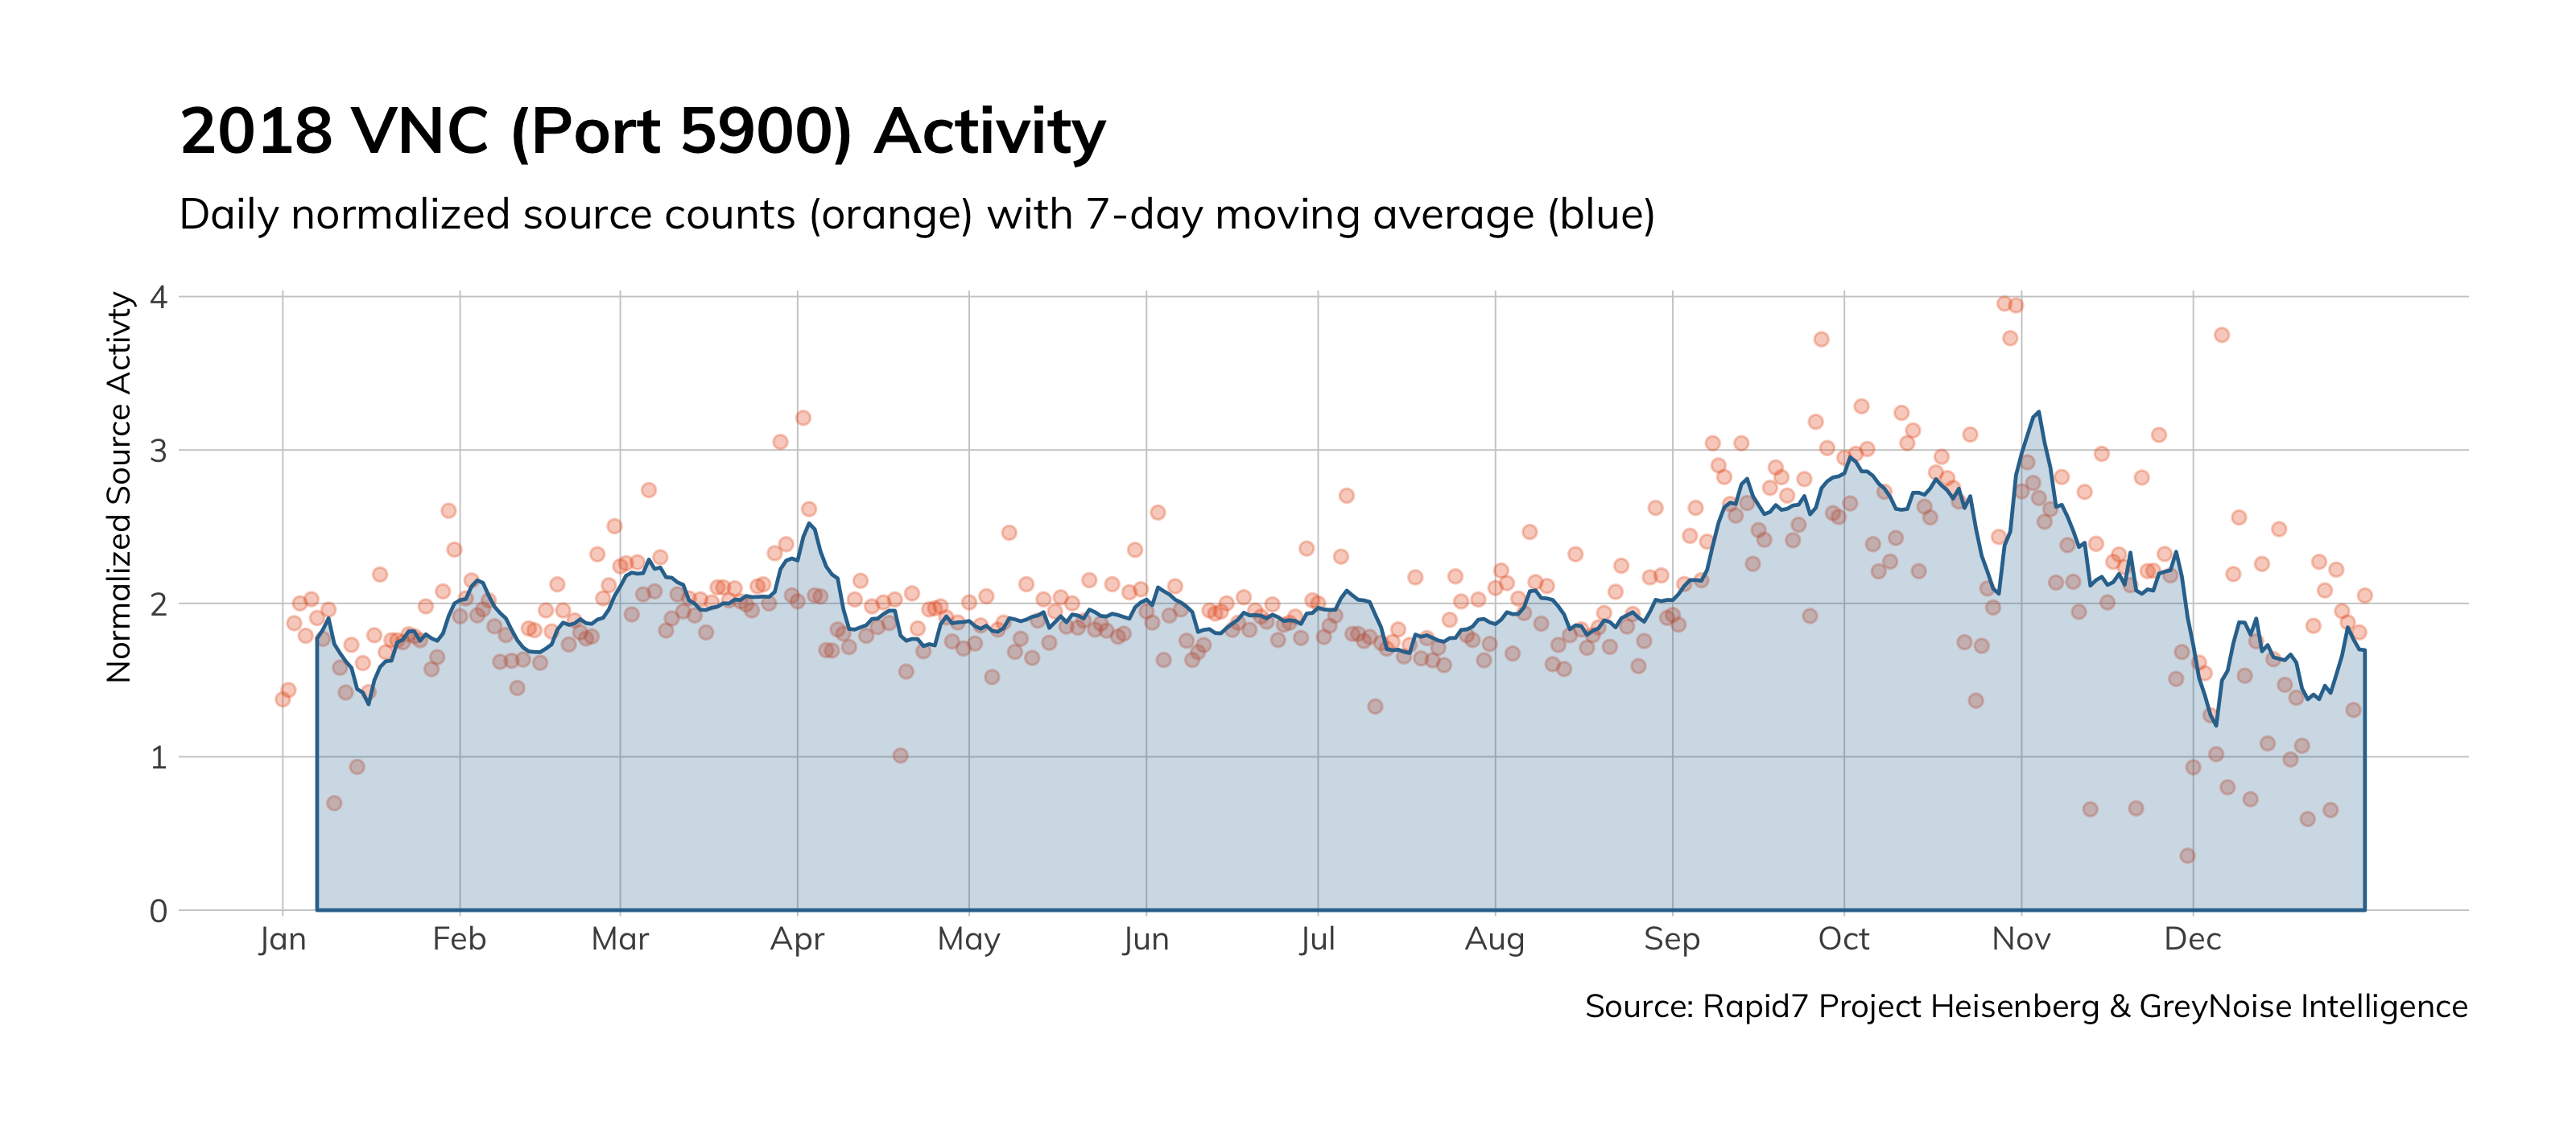 2018 VNC (Port 5900) Activity
Daily normalized source counts (orange) with 7-day moving average (blue)
Normalized Source Activty
4
3
2
1
0
Jan Feb Mar Apr May Jun Jul Aug Sep Oct Nov Dec
Source: Rapid7 Project Heisenberg & GreyNoise Intelligence